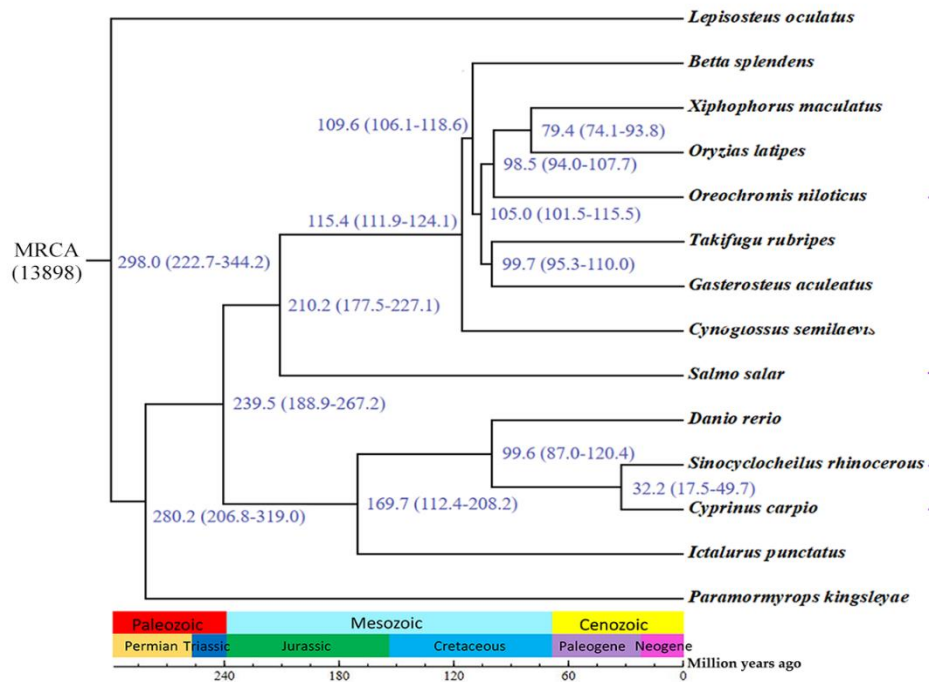 Lepisosteus oculatus
Betta splendens
Xiphophorus maculatus
109.6 (106.1-118.6)
79.4 (74.1-93.8)
Oryzias latipes
98.5 (94.0-107.7)
Oreochromis niloticus
105.0 (101.5-115.5)
115.4 (111.9-124.1)
Takifugu rubripes
MRCA
(13898)
298.0 (222.7-344.2)
99.7 (95.3-110.0)
Gasterosteus aculeatus
210.2 (177.5-227.1)
Cynoglossus semilaevis
Salmo salar
239.5 (188.9-267.2)
Danio rerio
99.6 (87.0-120.4)
Sinocyclocheilus rhinocerous
32.2 (17.5-49.7)
169.7 (112.4-208.2)
Cyprinus carpio
280.2 (206.8-319.0)
Ictalurus punctatus
Paramormyrops kingsleyae
Paleozoic Mesozoic Cenozoic
Permian Triassic Jurassic Cretaceous Paleogene Neogene
240 180 120 60 0 Million years ago